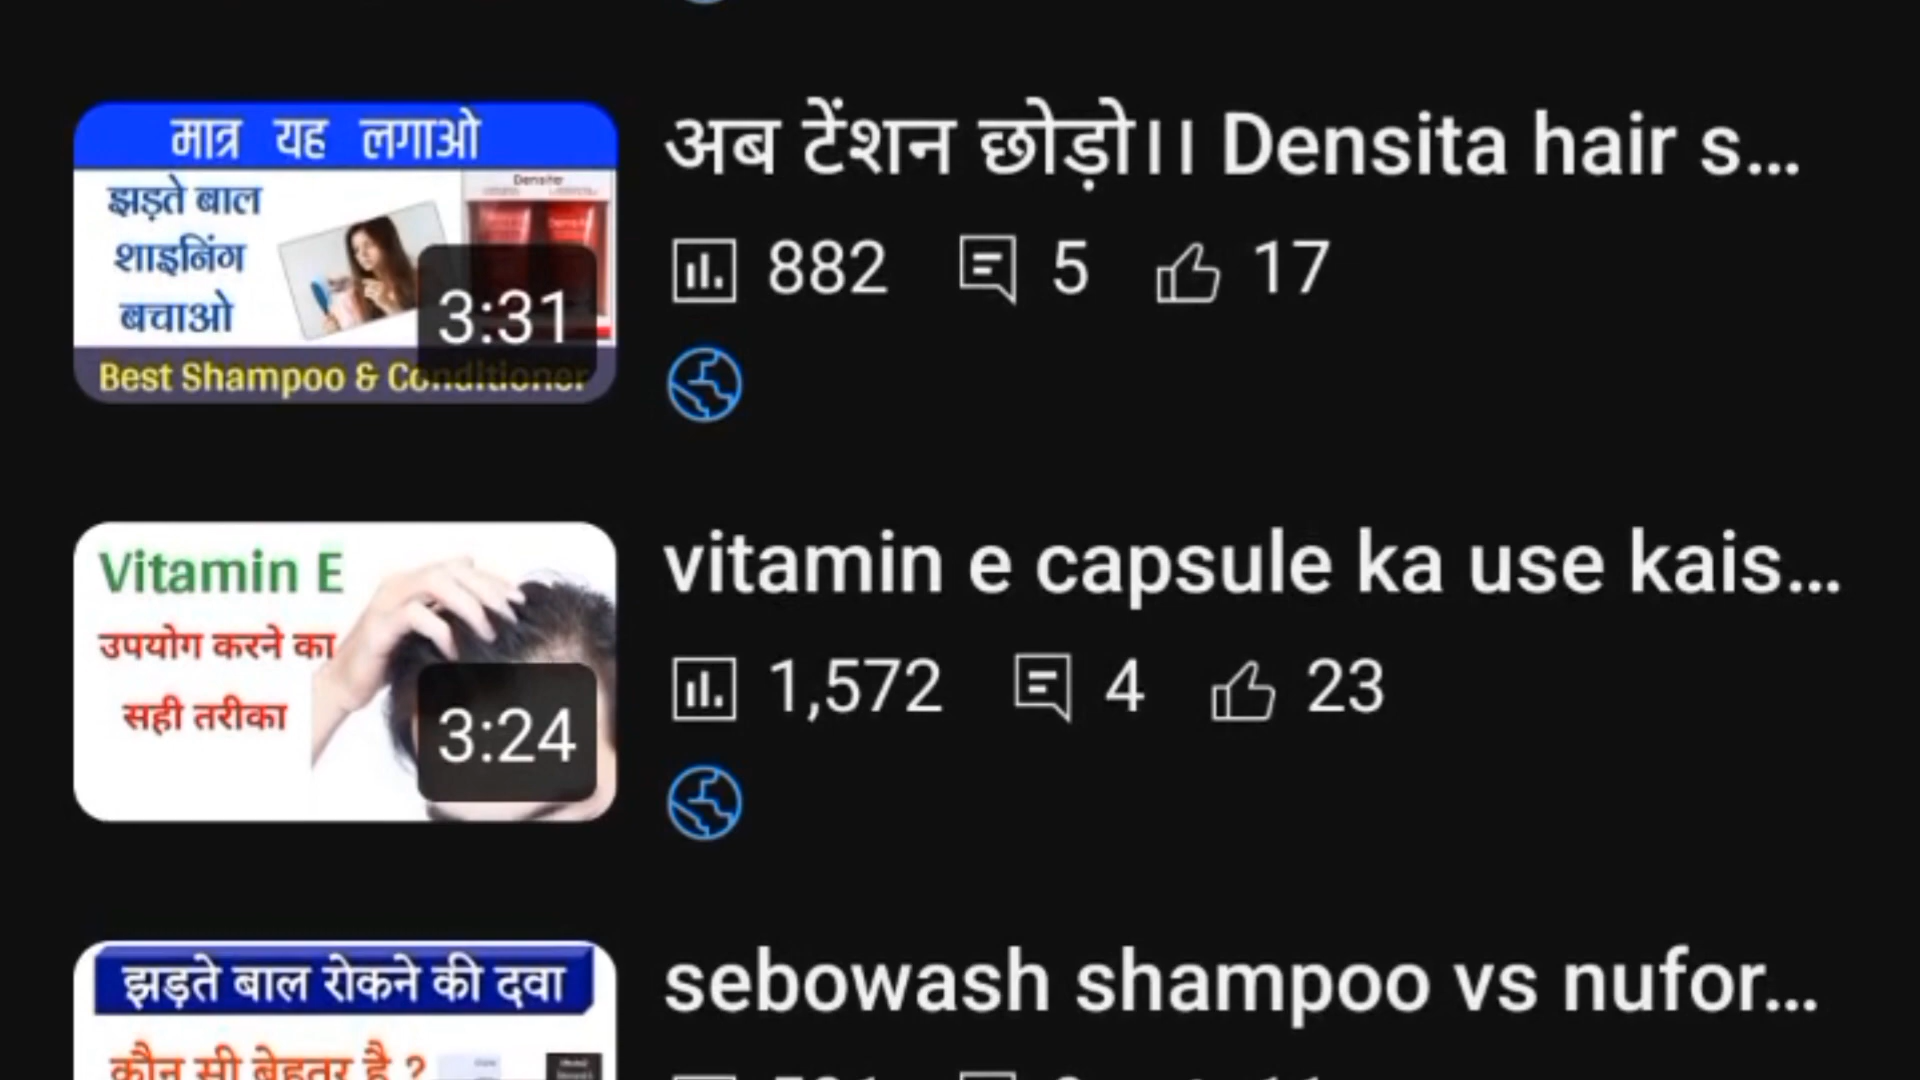 मात्र यह लगाओ
झड़ते बाल
शाइनिंग
बचाओ
Best Shampoo & Conditioner
3:31
अब टेंशन छोड़ो।। Densita hair s...
882 5 17
Vitamin E
उपयोग करने का
सही तरीका
3:24
vitamin e capsule ka use kais...
1,572 4 23
झड़ते बाल रोकने की दवा
कौन सी बेहतर है ?
sebowash shampoo vs nufor...